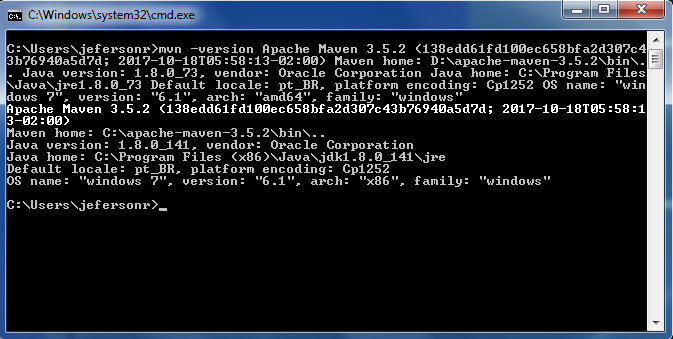 C:\Windows\system32\cmd.exe
C:\Users\jefersonr>mvn -version Apache Maven 3.5.2 (138edd61fd100ec658bfa2d307c4
3b76940a5d7d; 2017-10-18T05:58:13-02:00) Maven home: D:\apache-maven-3.5.2\bin\.
. Java version: 1.8.0_73, vendor: Oracle Corporation Java home: C:\Program Files
\Java\jre1.8.0_73 Default locale: pt_BR, platform encoding: Cp1252 OS name: "win
dows 7", version: "6.1", arch: "amd64", family: "windows"
Apache Maven 3.5.2 (138edd61fd100ec658bfa2d307c43b76940a5d7d; 2017-10-18T05:58:1
3-02:00)
Maven home: C:\apache-maven-3.5.2\bin\..
Java version: 1.8.0_141, vendor: Oracle Corporation
Java home: C:\Program Files (x86)\Java\jdk1.8.0_141\jre
Default locale: pt_BR, platform encoding: Cp1252
OS name: "windows 7", version: "6.1", arch: "x86", family: "windows"
C:\Users\jefersonr>_